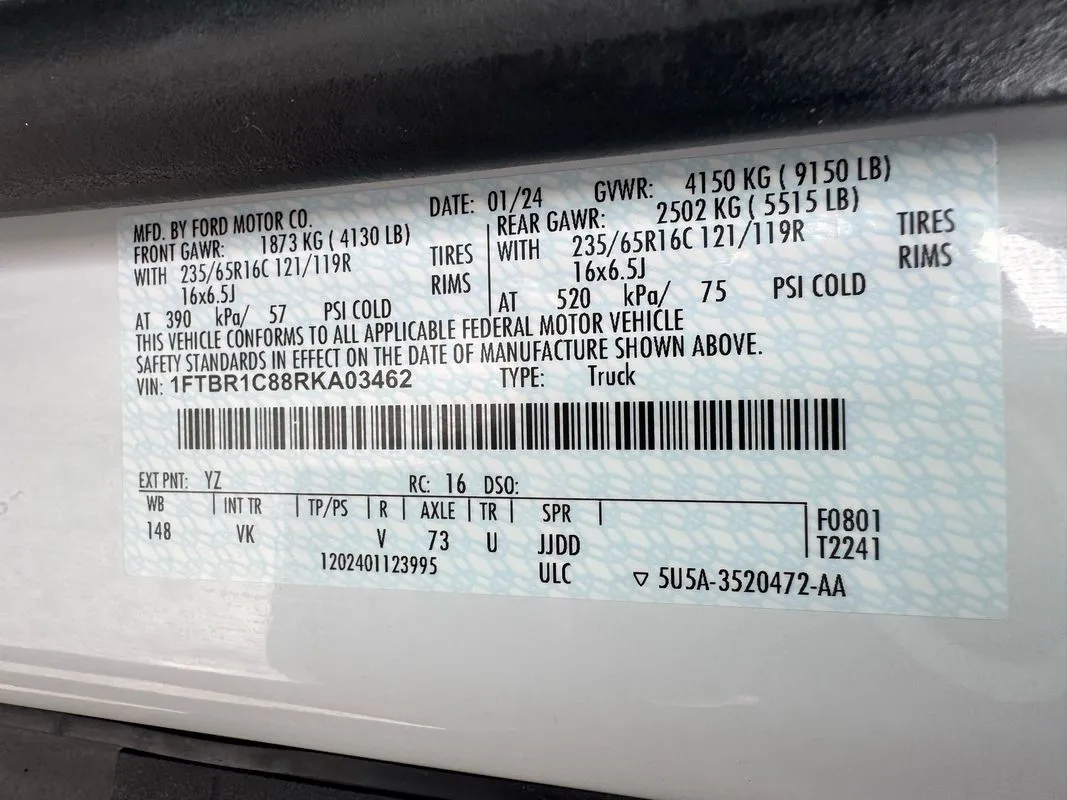 MFD. BY FORD MOTOR CO. DATE: 01/24 GVWR: 4150 KG ( 9150 LB)
FRONT GAWR: 1873 KG ( 4130 LB) REAR GAWR: 2502 KG ( 5515 LB)
WITH 235/65R16C 121/119R TIRES WITH 235/65R16C 121/119R TIRES
16x6.5J RIMS 16x6.5J RIMS
AT 390 kPa/ 57 PSI COLD AT 520 kPa/ 75 PSI COLD
THIS VEHICLE CONFORMS TO ALL APPLICABLE FEDERAL MOTOR VEHICLE
SAFETY STANDARDS IN EFFECT ON THE DATE OF MANUFACTURE SHOWN ABOVE.
VIN: 1FTBR1C88RKA03462 TYPE: Truck
EXT PNT: YZ RC: 16 DSO:
WB INT TR TP/PS R AXLE TR SPR F0801
148 VK V 73 U JJDD T2241
1202401123995 ULC ▽ 5U5A-3520472-AA